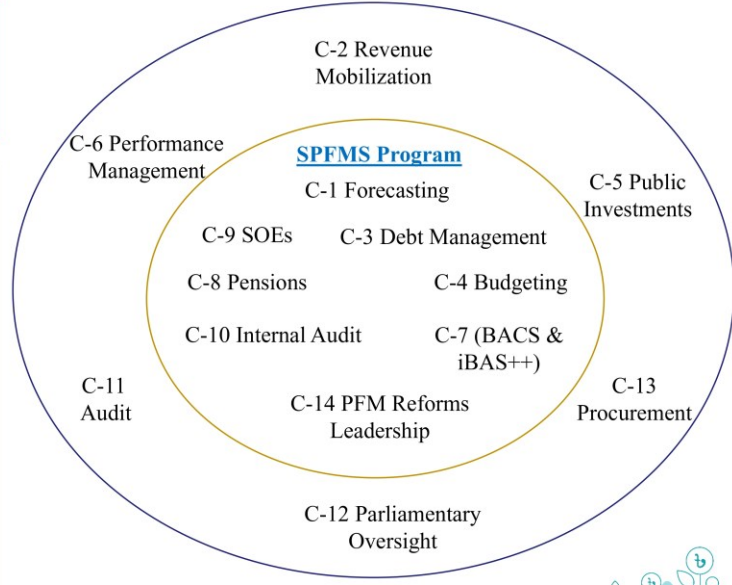 C-2 Revenue
Mobilization
C-6 Performance
Management
SPFMS Program
C-1 Forecasting
C-5 Public
Investments
C-9 SOEs
C-3 Debt Management
C-8 Pensions
C-4 Budgeting
C-10 Internal Audit
C-7 (BACS &
iBAS++)
C-11
Audit
C-14 PFM Reforms
Leadership
C-13
Procurement
C-12 Parliamentary
Oversight
৳
৳